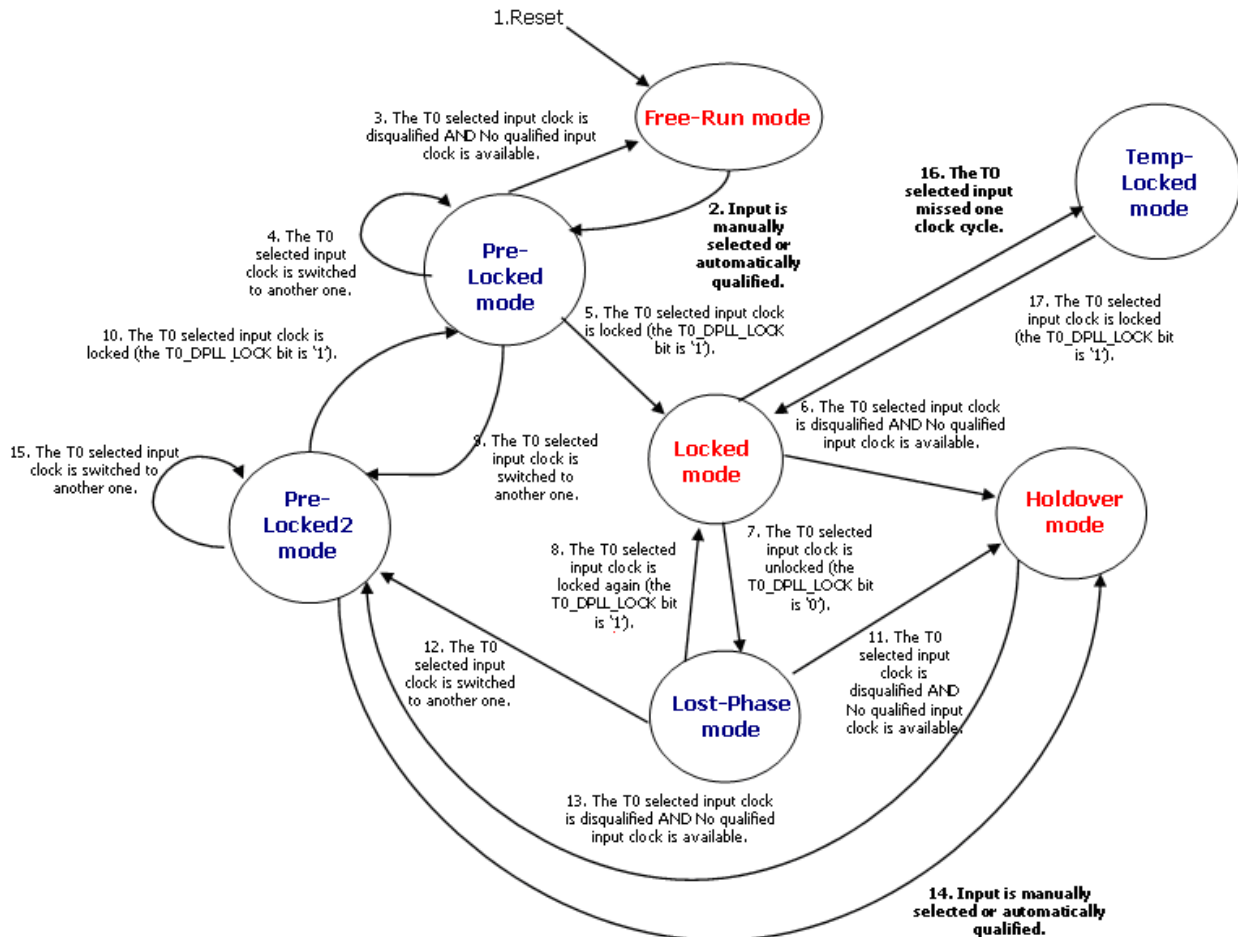 1.Reset
Free-Run mode
3. The T0 selected input clock is
disqualified AND No qualified input
clock is available.
Temp-
Locked
mode
16. The T0
selected input
missed one
clock cycle.
2. Input is
manually
selected or
automatically
qualified.
4. The T0
selected input
clock is switched
to another one.
Pre-
Locked
mode
5. The T0 selected input clock
is locked (the T0_DPLL_LOCK
bit is '1').
17. The T0 selected
input clock is locked
(the T0_DPLL_LOCK bit
is '1').
10. The T0 selected input clock is
locked (the T0_DPLL_LOCK bit is '1').
6. The T0 selected input clock
is disqualified AND No qualified
input clock is available.
Locked
mode
9. The T0 selected
input clock is
switched to
another one.
15. The T0 selected input
clock is switched to
another one.
Pre-
Locked2
mode
Holdover
mode
8. The T0 selected
input clock is
locked again (the
T0_DPLL_LOCK bit
is '1').
7. The T0 selected
input clock is
unlocked (the
T0_DPLL_LOCK bit
is '0').
12. The T0
selected input
clock is switched
to another one.
Lost-Phase
mode
11. The T0
selected input
clock is
disqualified AND
No qualified input
clock is available.
13. The T0 selected input clock
is disqualified AND No qualified
input clock is available.
14. Input is manually
selected or automatically
qualified.